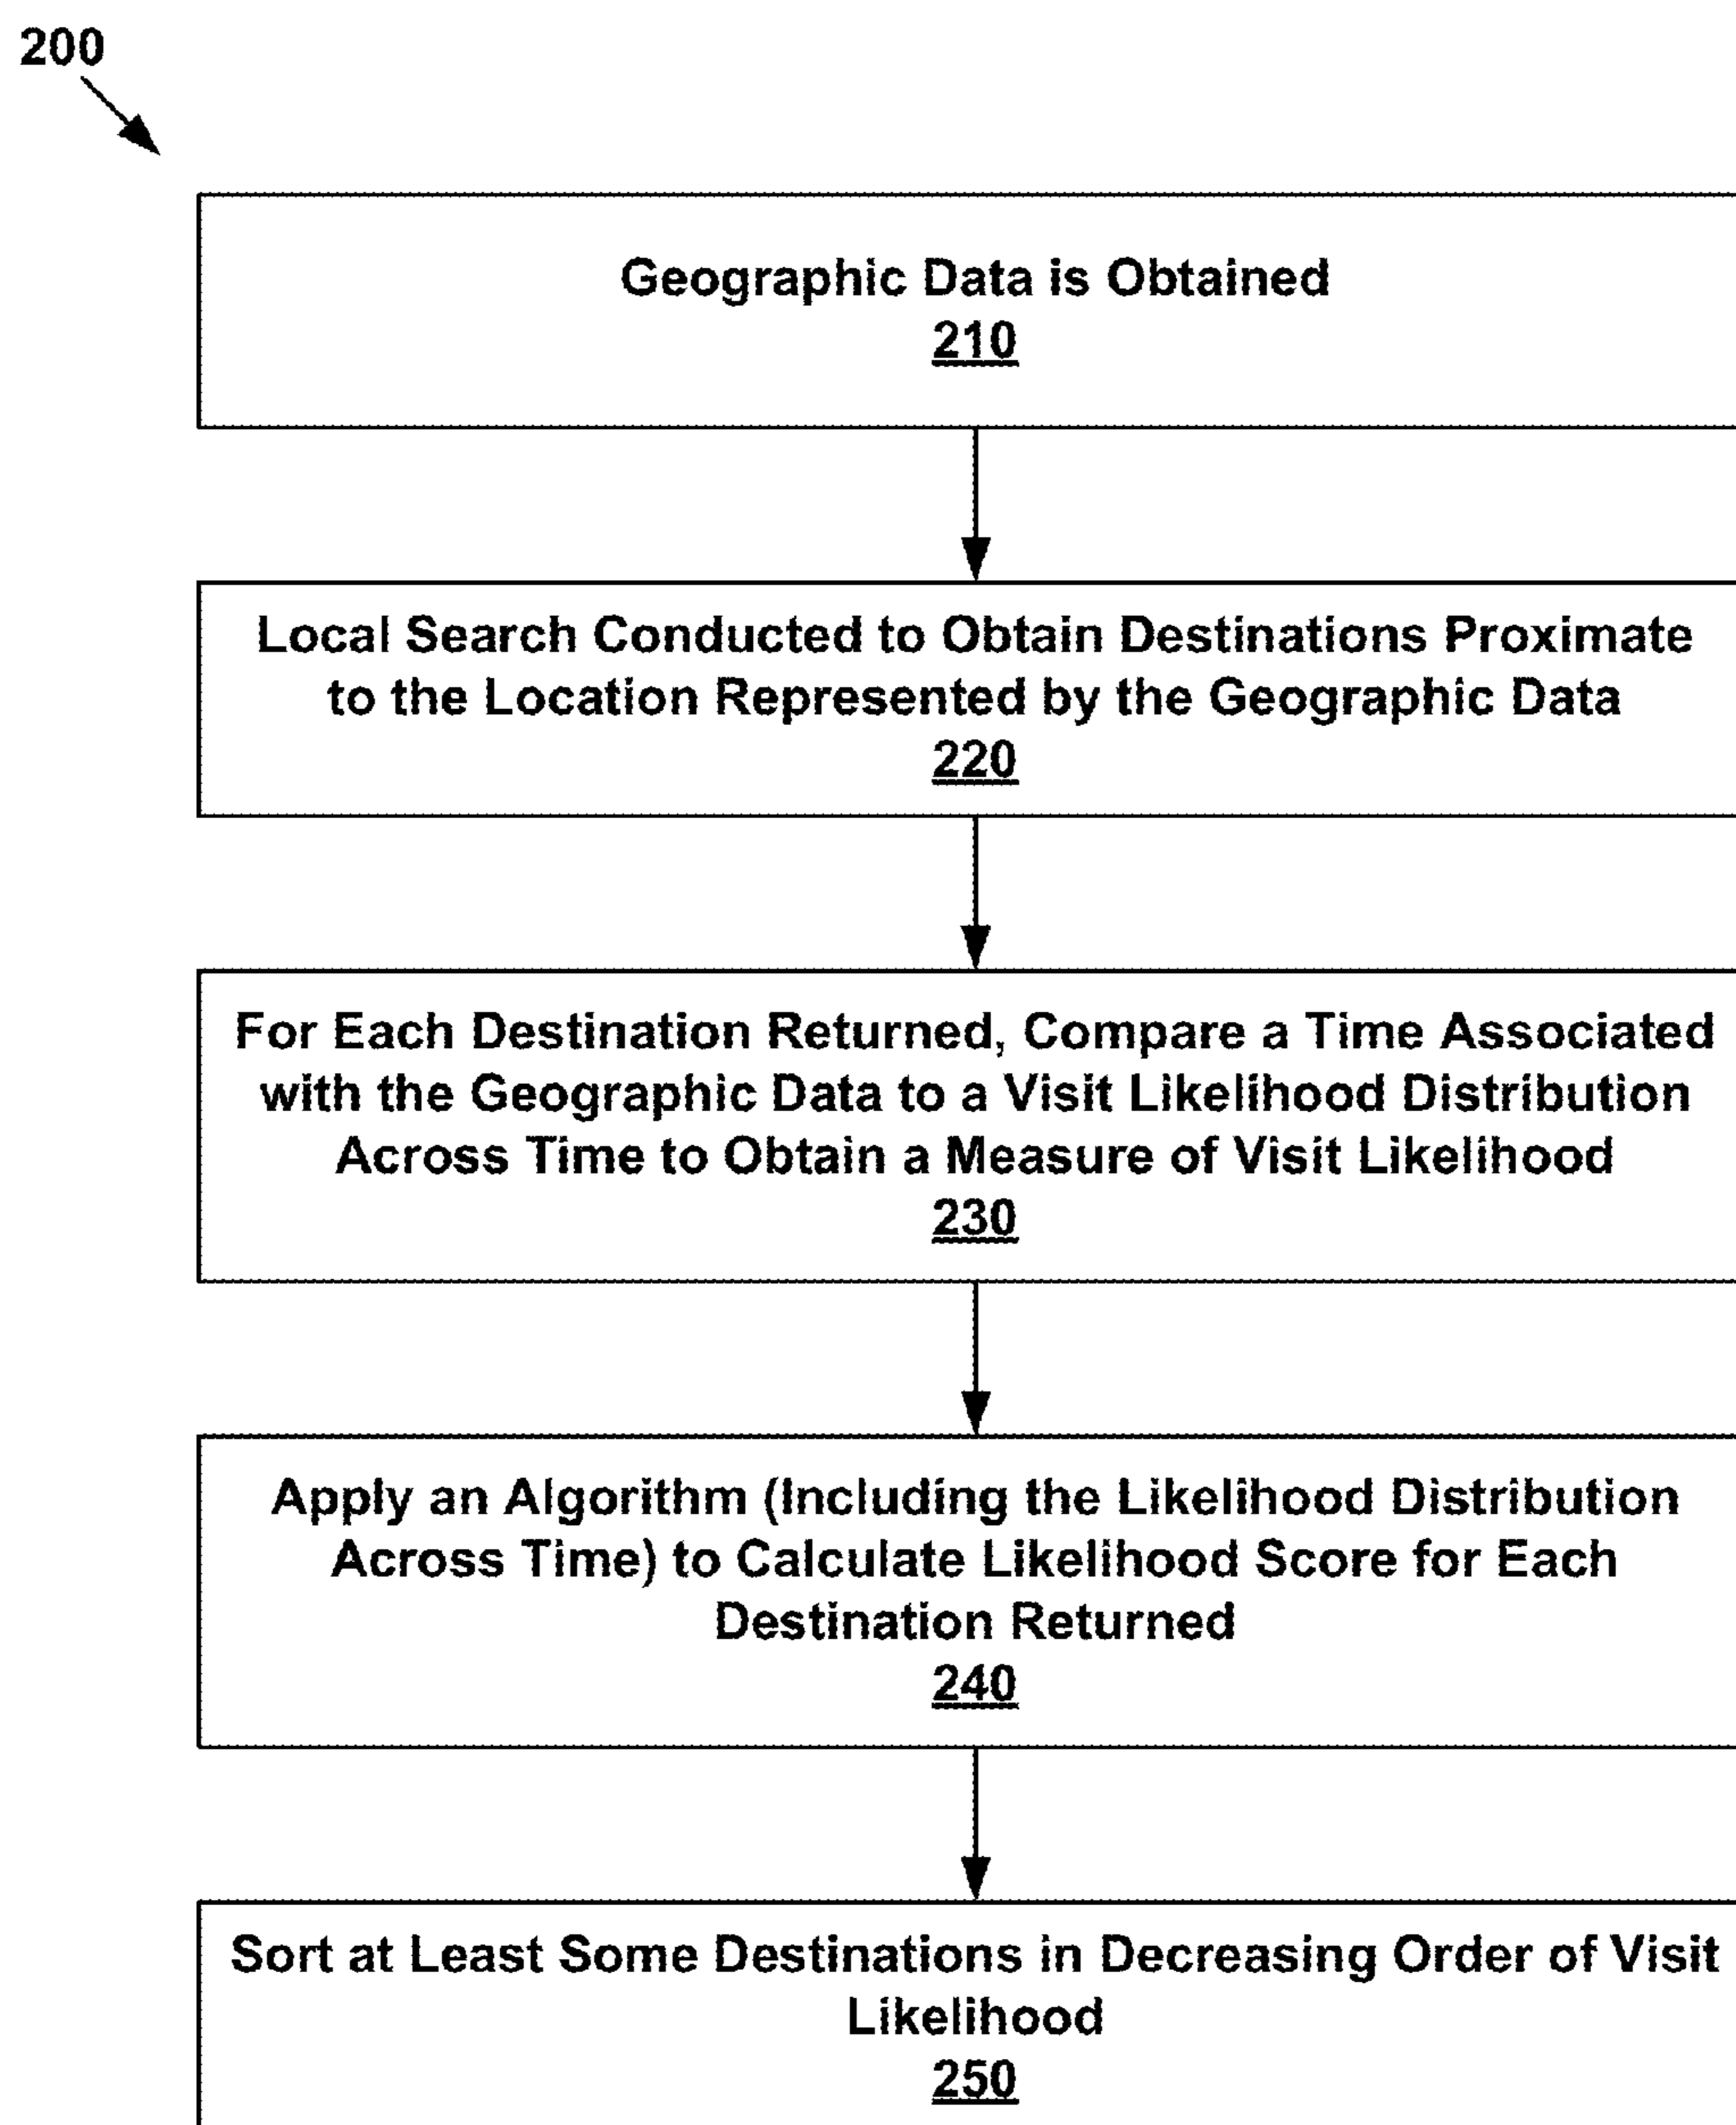 200
Geographic Data is Obtained
210
Local Search Conducted to Obtain Destinations Proximate
to the Location Represented by the Geographic Data
220
For Each Destination Returned, Compare a Time Associated
with the Geographic Data to a Visit Likelihood Distribution
Across Time to Obtain a Measure of Visit Likelihood
230
Apply an Algorithm (Including the Likelihood Distribution
Across Time) to Calculate Likelihood Score for Each
Destination Returned
240
Sort at Least Some Destinations in Decreasing Order of Visit
Likelihood
250